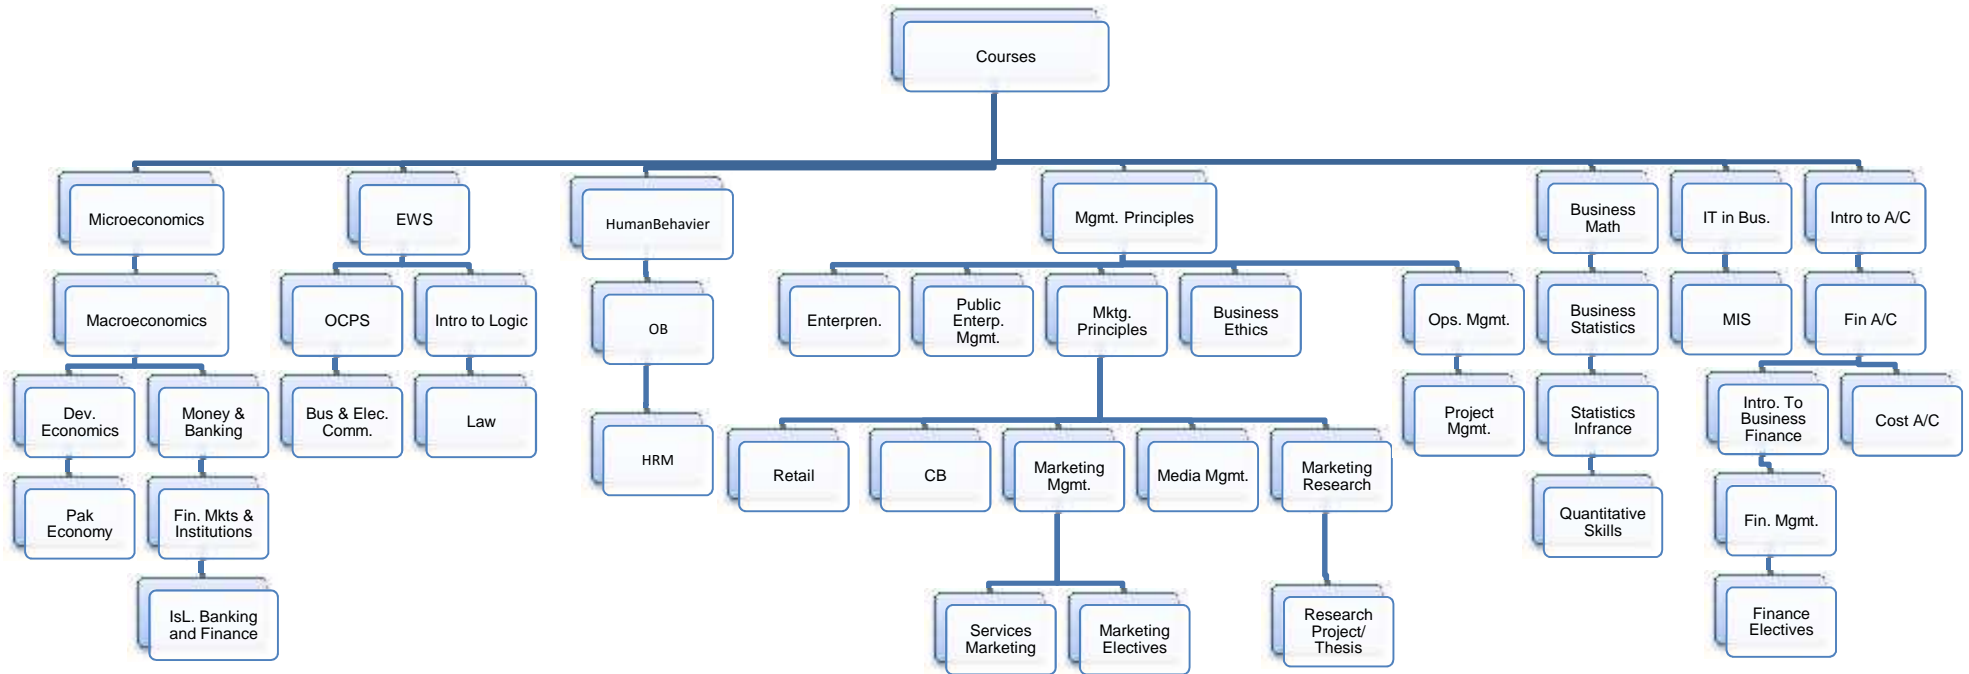 Courses
Microeconomics
EWS
HumanBehavier
Mgmt. Principles
Business
Math
IT in Bus.
Intro to A/C
Macroeconomics
OCPS
Intro to Logic
OB
Enterpren.
Public
Enterp.
Mgmt.
Mktg.
Principles
Business
Ethics
Ops. Mgmt.
Business
Statistics
MIS
Fin A/C
Dev.
Economics
Money &
Banking
Bus & Elec.
Comm.
Law
HRM
Retail
CB
Marketing
Mgmt.
Media Mgmt.
Marketing
Research
Project
Mgmt.
Statistics
Infrance
Intro. To
Business
Finance
Cost A/C
Pak
Economy
Fin. Mkts &
Institutions
Quantitative
Skills
Fin. Mgmt.
IsL. Banking
and Finance
Services
Marketing
Marketing
Electives
Research
Project/
Thesis
Finance
Electives